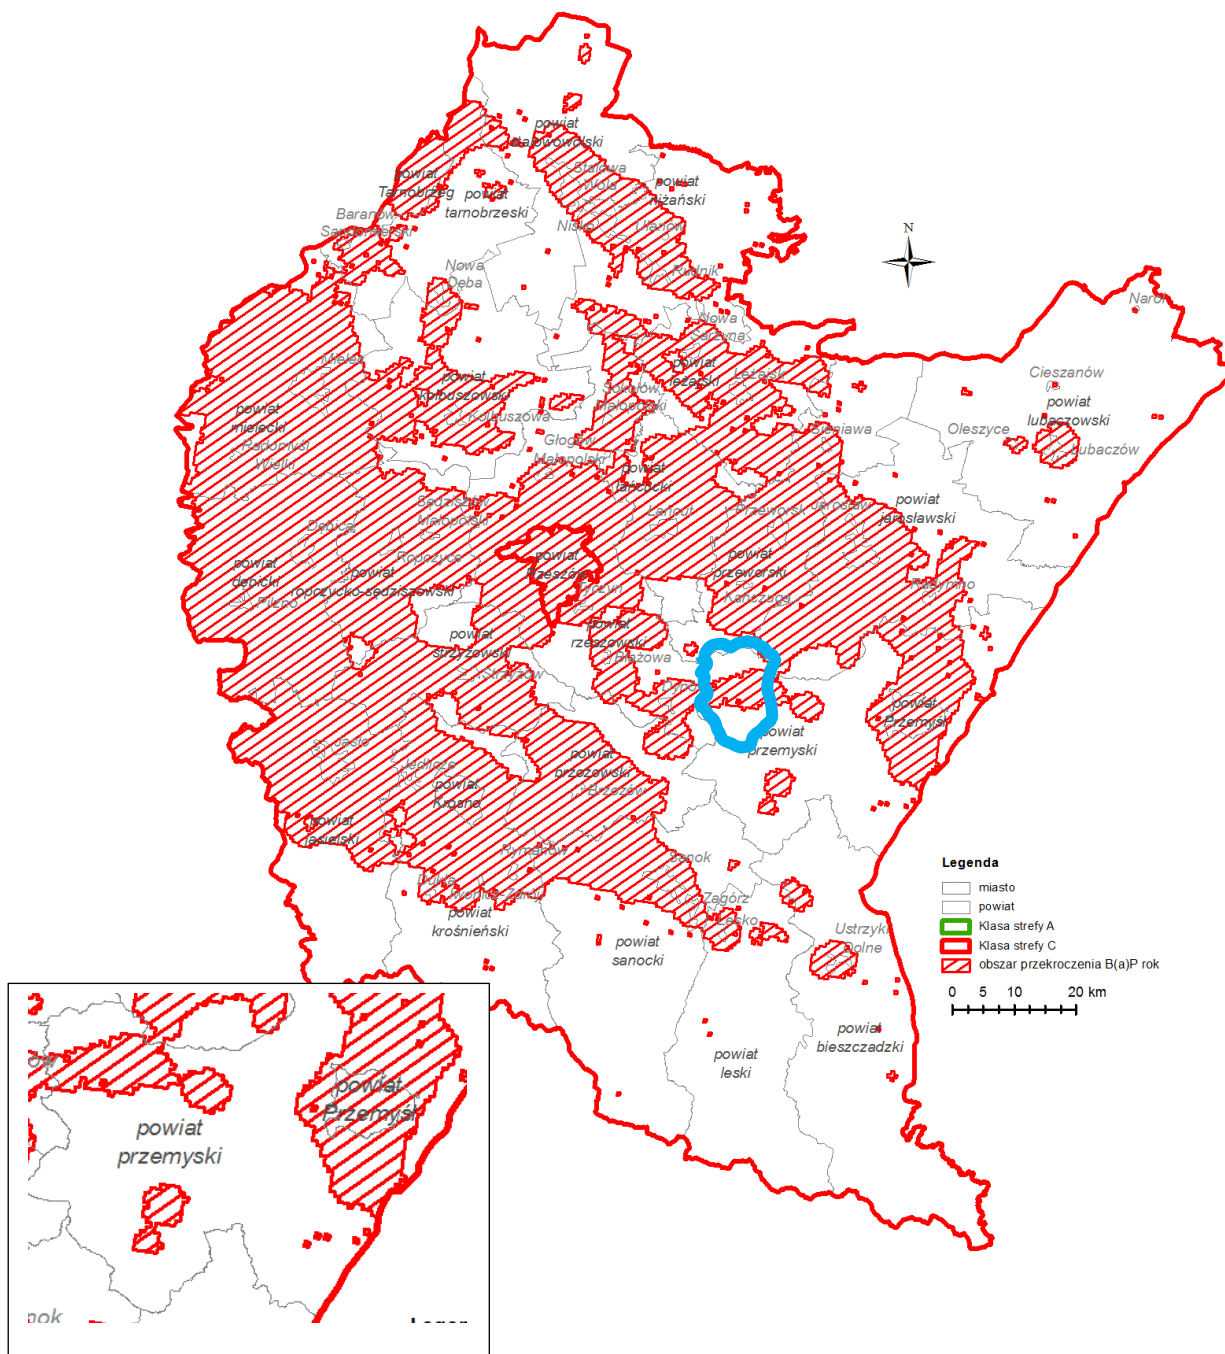 powiat
stalowowolski
Stalowa
Wola
powiat
niżański
powiat
Tarnobrzeg
powiat
tarnobrzeski
Baranów
Sandomierski
Nisko
Ulanów
N
Nowa
Dęba
Rudnik
Narol
Nowa
Sarzyna
Mielec
powiat
leżajski
Leżajsk
Cieszanów
powiat
kolbuszowski
Kolbuszowa
Sokołów
Małopolski
powiat
lubaczowski
powiat
mielecki
Radomyśl
Wielki
Głogów
Małopolski
Sieniawa
Oleszyce
Lubaczów
powiat
łańcucki
Sędziszów
Małopolski
Łańcut
Przeworsk
Jarosław
powiat
jarosławski
Dębica
Ropczyce
powiat
Rzeszów
powiat
przeworski
powiat
dębicki
Pilzno
powiat
ropczycko-sędziszowski
Tyczyn
Kańczuga
Radymno
powiat
strzyżowski
Strzyżów
powiat
rzeszowski
Błażowa
Dynów
powiat
Przemyśl
powiat
przemyski
Jasło
Jedlicze
powiat
Krosno
powiat
brzozowski
Brzozów
powiat
jasielski
Rymanów
Sanok
Dukla
Iwonicz-Zdrój
powiat
krośnieński
Zagórz
Lesko
powiat
sanocki
Ustrzyki
Dolne
powiat
leski
powiat
bieszczadzki
Legenda
miasto
powiat
Klasa strefy A
Klasa strefy C
obszar przekroczenia B(a)P rok
0 5 10 20 km
powiat
Przemyśl
powiat
przemyski
nok